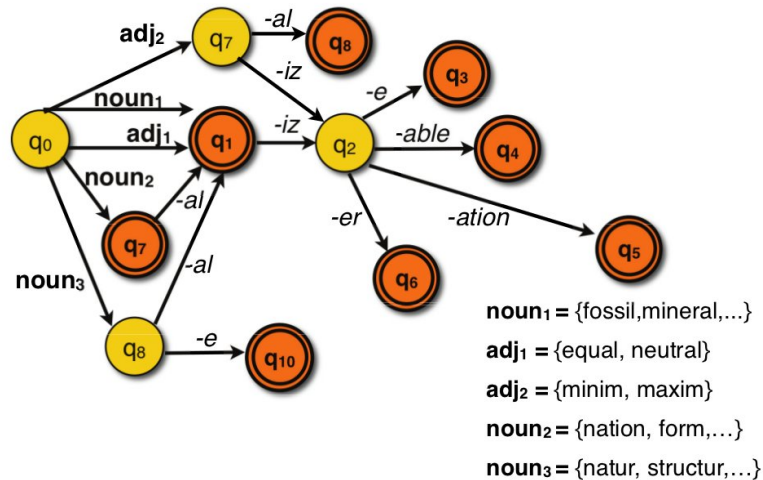 adj2
q7
-al
q8
-iz
-e
q3
noun1
q0
adj1
q1
-iz
q2
-able
q4
noun2
-al
q7
-er
-ation
q5
noun3
-al
q6
q8
-e
q10
noun1 = {fossil,mineral,...}
adj1 = {equal, neutral}
adj2 = {minim, maxim}
noun2 = {nation, form,…}
noun3 = {natur, structur,…}